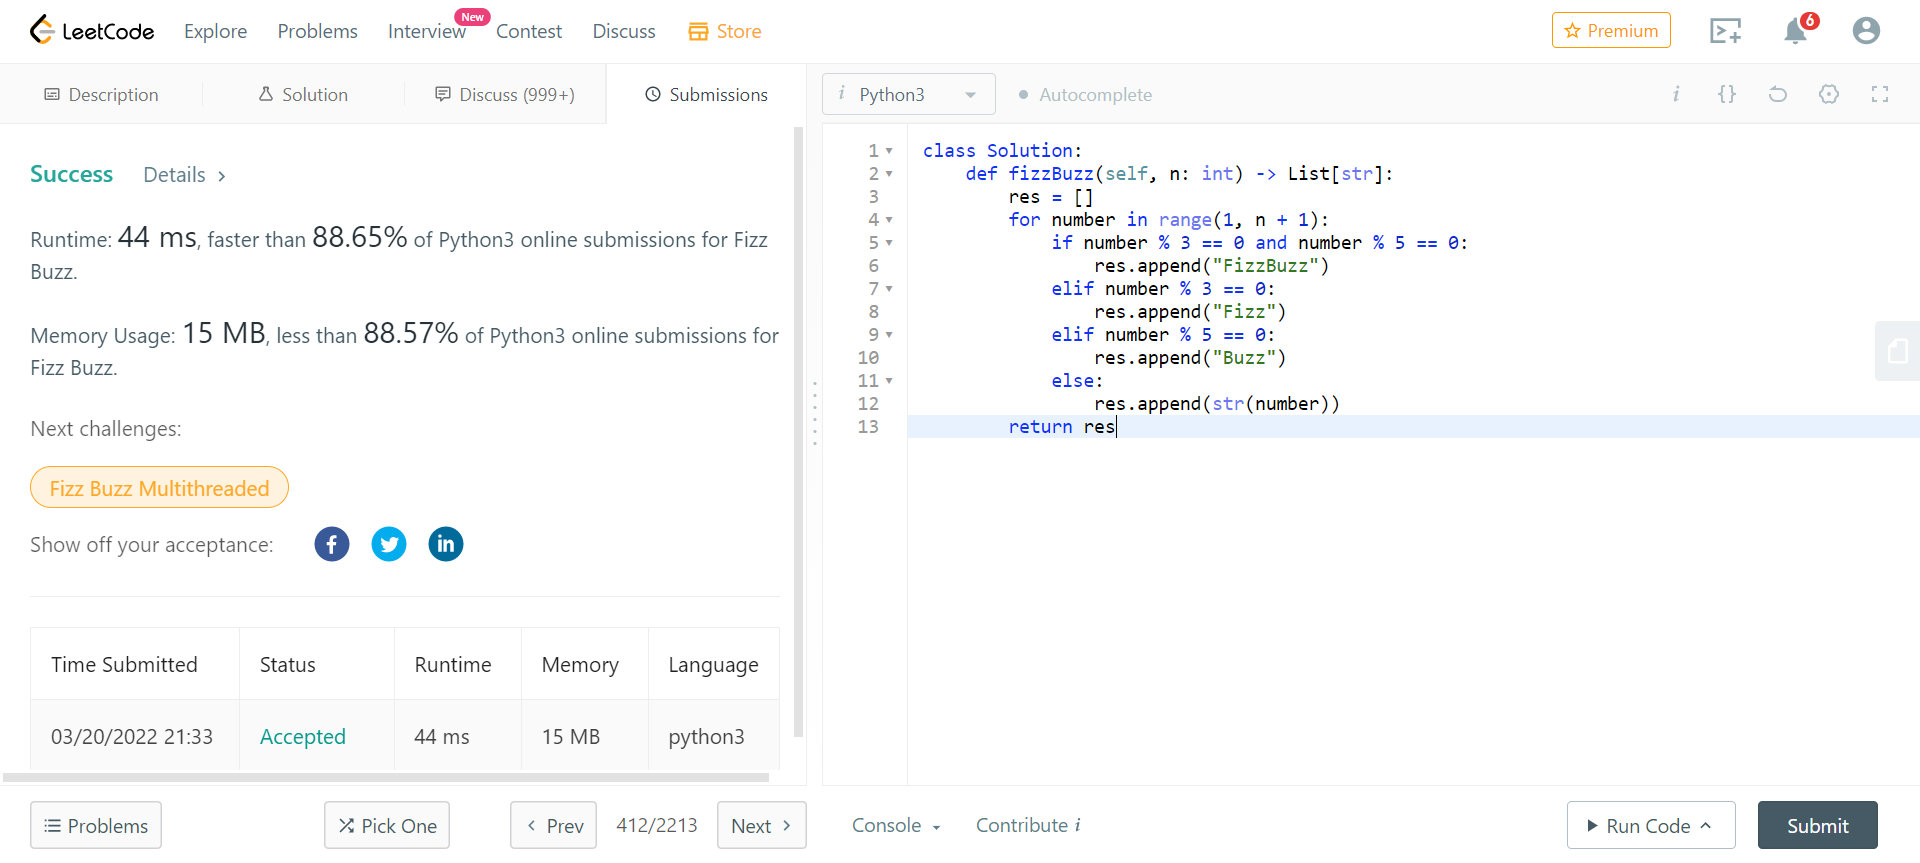 LeetCode
Explore
Problems
Interview
New
Contest
Discuss
Store
Premium
6
Description
Solution
Discuss (999+)
Submissions
i Python3
Autocomplete
i
{}
Success
Details >
Runtime: 44 ms, faster than 88.65% of Python3 online submissions for Fizz
Buzz.
Memory Usage: 15 MB, less than 88.57% of Python3 online submissions for
Fizz Buzz.
Next challenges:
Fizz Buzz Multithreaded
Show off your acceptance:
f
in
Time Submitted Status Runtime Memory Language
03/20/2022 21:33 Accepted 44 ms 15 MB python3
1 class Solution:
2     def fizzBuzz(self, n: int) -> List[str]:
3         res = []
4         for number in range(1, n + 1):
5             if number % 3 == 0 and number % 5 == 0:
6                 res.append("FizzBuzz")
7             elif number % 3 == 0:
8                 res.append("Fizz")
9             elif number % 5 == 0:
10                 res.append("Buzz")
11             else:
12                 res.append(str(number))
13         return res
Problems
Pick One
< Prev
412/2213
Next >
Console
Contribute i
Run Code
Submit